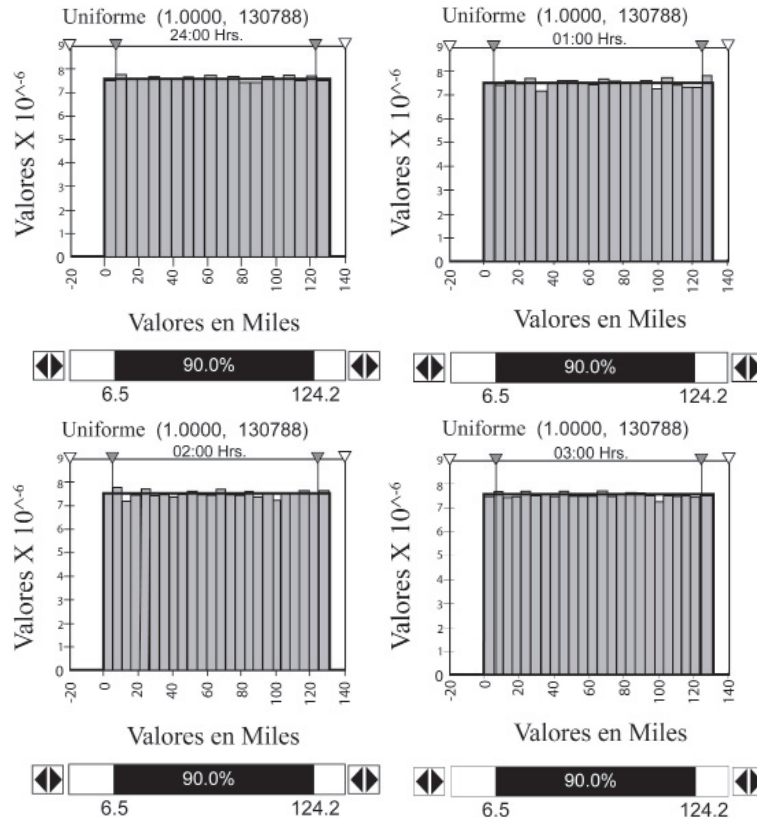 Uniforme (1.0000, 130788)
24:00 Hrs.
Valores X 10^-6
9
8
7
6
5
4
3
2
1
0
-20 0 20 40 60 80 100 120 140
Valores en Miles
90.0%
6.5 124.2
Uniforme (1.0000, 130788)
01:00 Hrs.
Valores X 10^-6
9
8
7
6
5
4
3
2
1
0
-20 0 20 40 60 80 100 120 140
Valores en Miles
90.0%
6.5 124.2
Uniforme (1.0000, 130788)
02:00 Hrs.
Valores X 10^-6
9
8
7
6
5
4
3
2
1
0
-20 0 20 40 60 80 100 120 140
Valores en Miles
90.0%
6.5 124.2
Uniforme (1.0000, 130788)
03:00 Hrs.
Valores X 10^-6
9
8
7
6
5
4
3
2
1
0
-20 0 20 40 60 80 100 120 140
Valores en Miles
90.0%
6.5 124.2